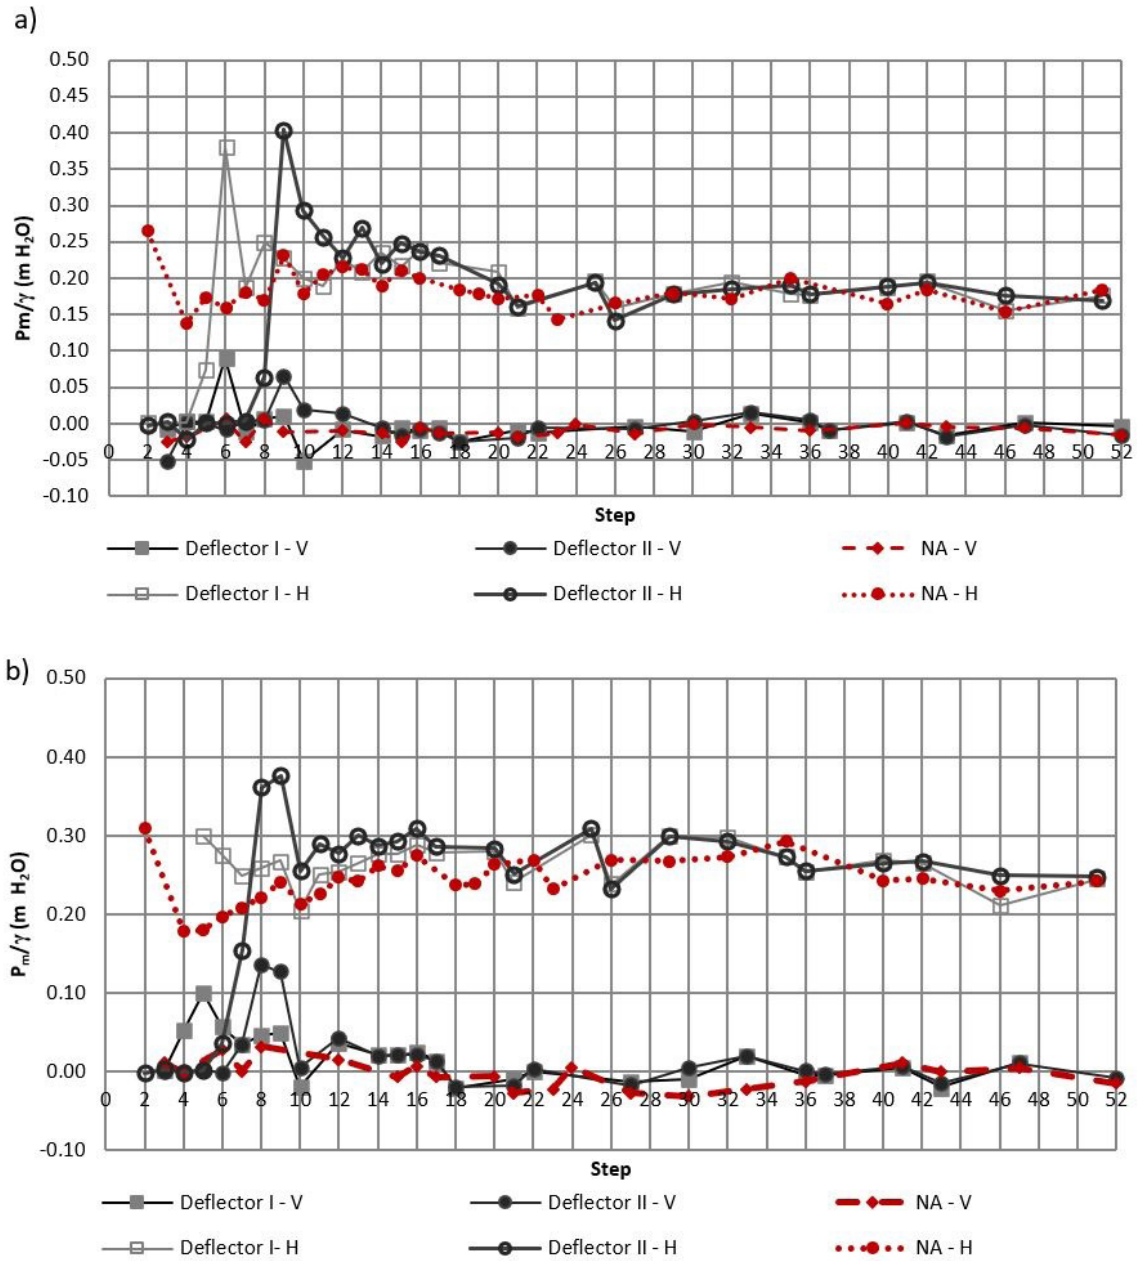 a)
0.50
0.45
0.40
0.35
0.30
0.25
0.20
0.15
0.10
0.05
0.00
-0.05
-0.10
Pm/γ (m H₂O)
0 2 4 6 8 10 12 14 16 18 20 22 24 26 28 30 32 34 36 38 40 42 44 46 48 50 52
Step
Deflector I - V Deflector II - V NA - V
Deflector I - H Deflector II - H NA - H
b)
0.50
0.40
0.30
0.20
0.10
0.00
-0.10
Pₘ/γ (m H₂O)
0 2 4 6 8 10 12 14 16 18 20 22 24 26 28 30 32 34 36 38 40 42 44 46 48 50 52
Step
Deflector I - V Deflector II - V NA - V
Deflector I- H Deflector II - H NA - H